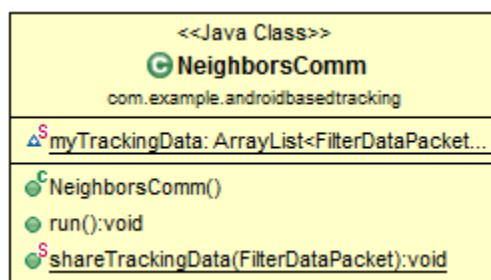 <<Java Class>>
C NeighborsComm
com.example.androidbasedtracking
S myTrackingData: ArrayList<FilterDataPacket...
C NeighborsComm()
run():void
S shareTrackingData(FilterDataPacket):void